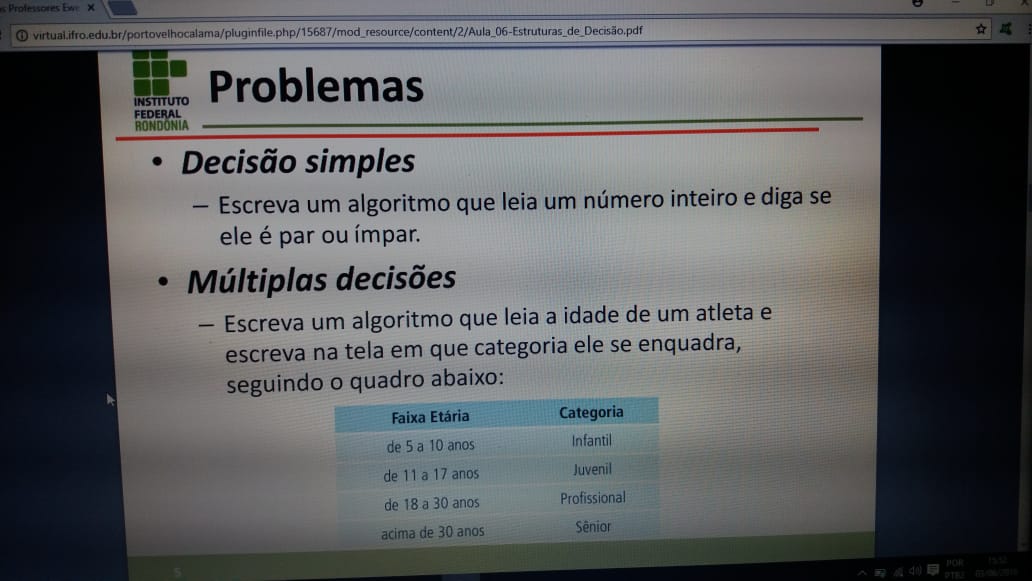 s Professores Ewe
virtual.ifro.edu.br/portovelhocalama/pluginfile.php/15687/mod_resource/content/2/Aula_06-Estruturas_de_Decisão.pdf
INSTITUTO
FEDERAL
RONDÔNIA
Problemas
• Decisão simples
– Escreva um algoritmo que leia um número inteiro e diga se
ele é par ou ímpar.
• Múltiplas decisões
– Escreva um algoritmo que leia a idade de um atleta e
escreva na tela em que categoria ele se enquadra,
seguindo o quadro abaixo:
Faixa Etária Categoria
de 5 a 10 anos Infantil
de 11 a 17 anos Juvenil
de 18 a 30 anos Profissional
acima de 30 anos Sênior
5
POR
PTB2